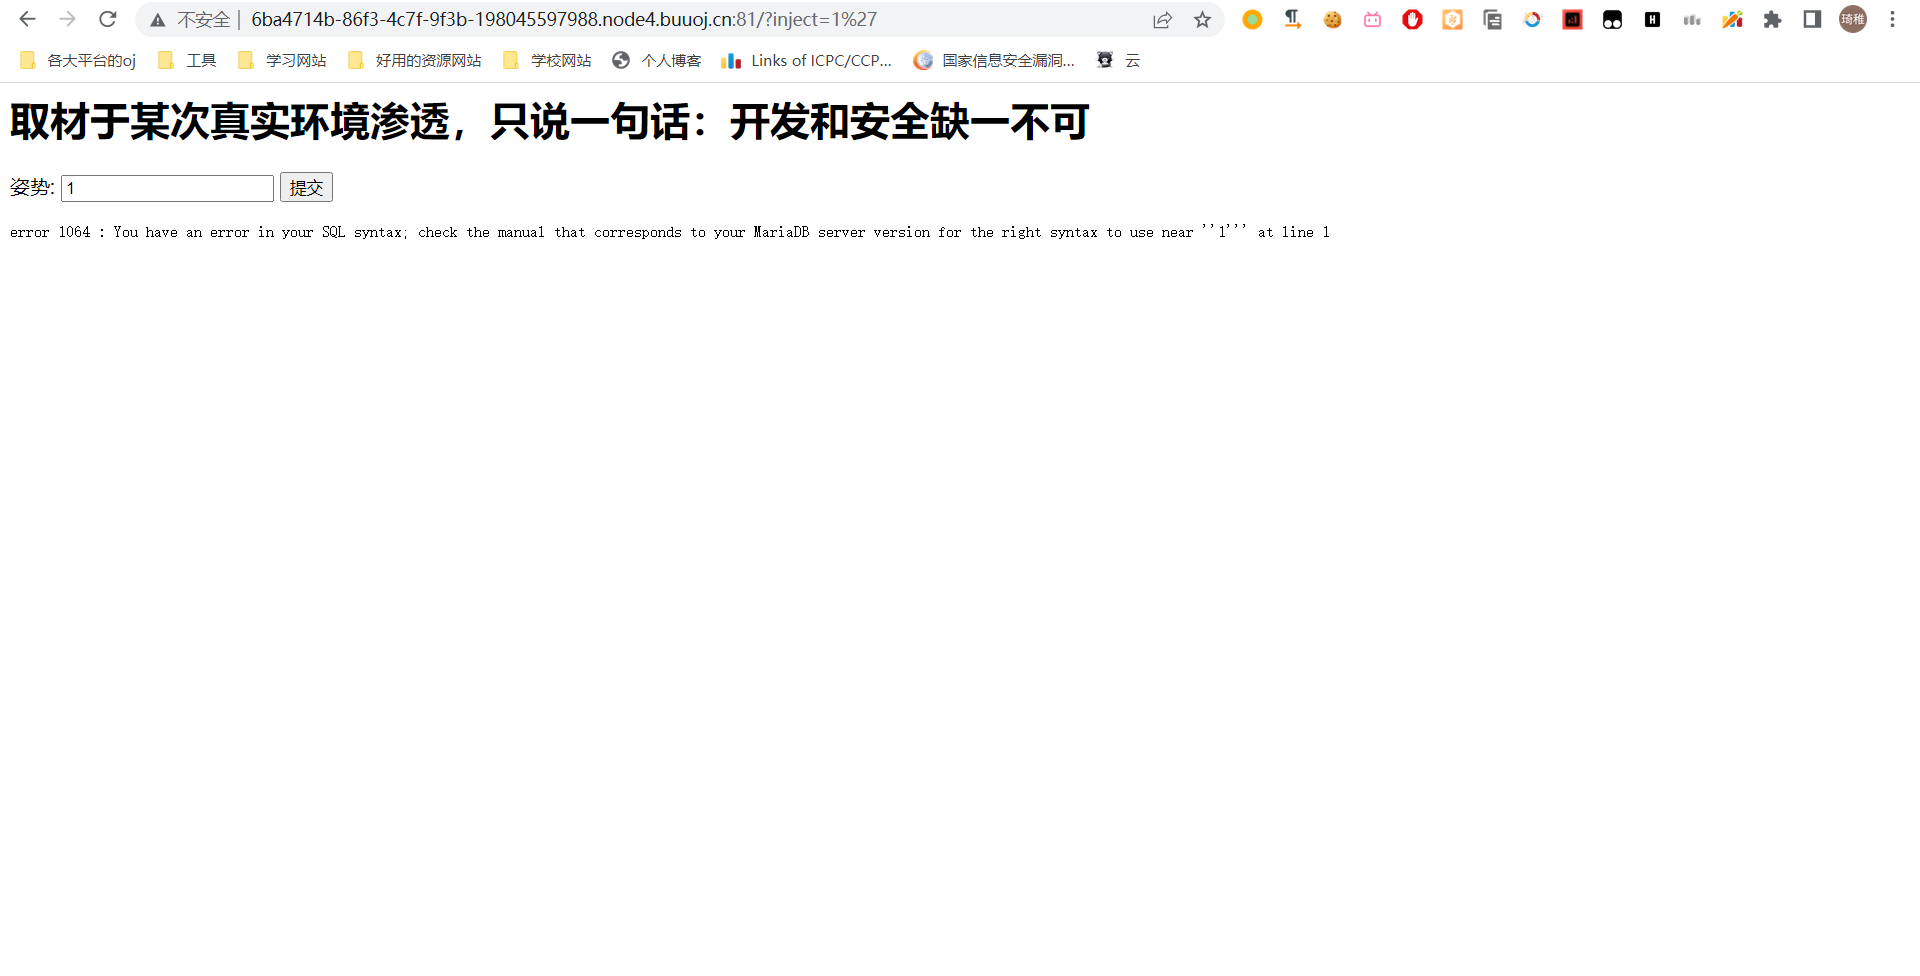 不安全 | 6ba4714b-86f3-4c7f-9f3b-198045597988.node4.buuoj.cn:81/?inject=1%27
琦稚
各大平台的oj 工具 学习网站 好用的资源网站 学校网站 个人博客 Links of ICPC/CCP... 国家信息安全漏洞... 云
取材于某次真实环境渗透，只说一句话：开发和安全缺一不可
姿势: 1 提交
error 1064 : You have an error in your SQL syntax; check the manual that corresponds to your MariaDB server version for the right syntax to use near ''1''' at line 1